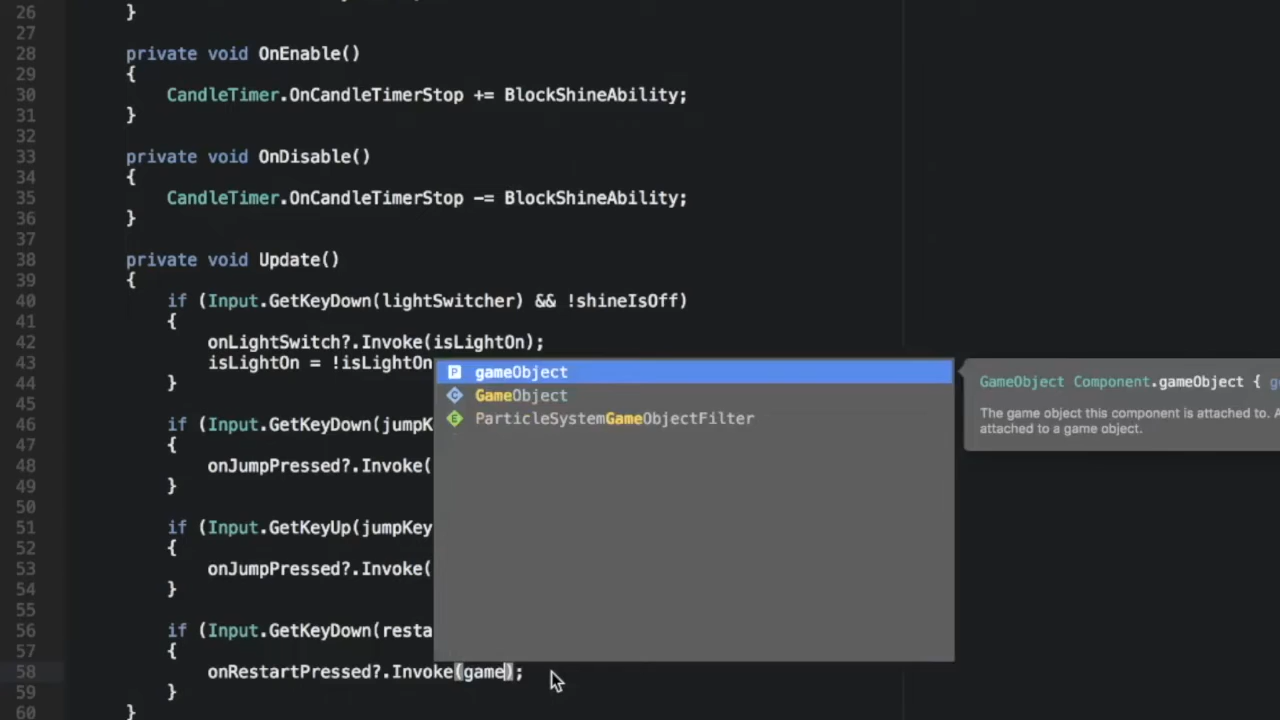 26 }
27
28 private void OnEnable()
29 {
30 CandleTimer.OnCandleTimerStop += BlockShineAbility;
31 }
32
33 private void OnDisable()
34 {
35 CandleTimer.OnCandleTimerStop -= BlockShineAbility;
36 }
37
38 private void Update()
39 {
40 if (Input.GetKeyDown(lightSwitcher) && !shineIsOff)
41 {
42 onLightSwitch?.Invoke(isLightOn);
43 isLightOn = !isLightOn
44 }
45
46 if (Input.GetKeyDown(jumpK
47 {
48 onJumpPressed?.Invoke(
49 }
50
51 if (Input.GetKeyUp(jumpKey
52 {
53 onJumpPressed?.Invoke(
54 }
55
56 if (Input.GetKeyDown(resta
57 {
58 onRestartPressed?.Invoke(game);
59 }
60 }
P gameObject
C GameObject
E ParticleSystemGameObjectFilter
GameObject Component.gameObject { g
The game object this component is attached to. A
attached to a game object.